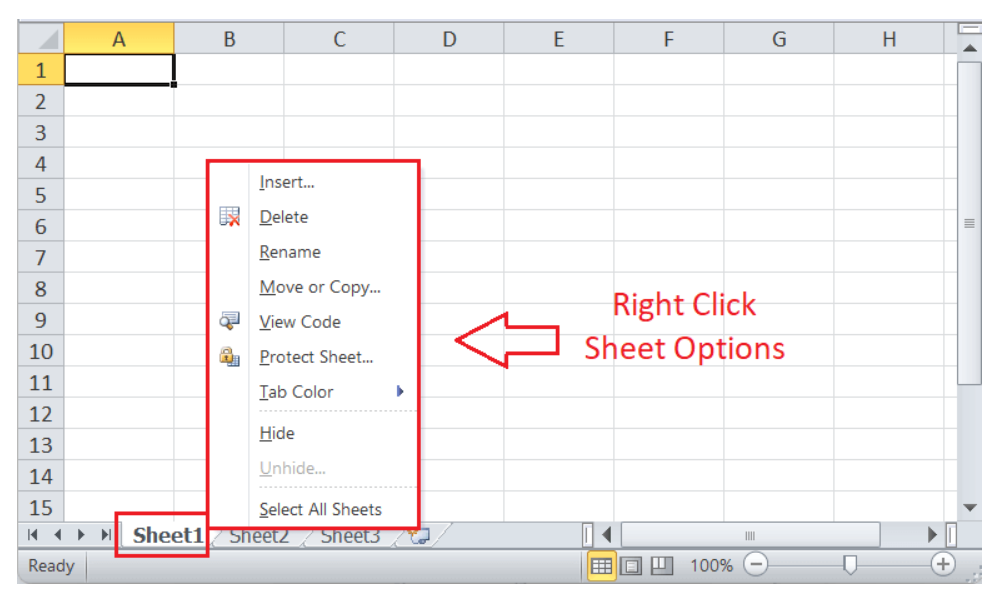 A B C D E F G H
1
2
3
4
5
6
7
8
9
10
11
12
13
14
15
Insert...
Delete
Rename
Move or Copy...
View Code
Protect Sheet...
Tab Color
Hide
Unhide...
Select All Sheets
Right Click
Sheet Options
Sheet1 Sheet2 Sheet3
Ready 100%